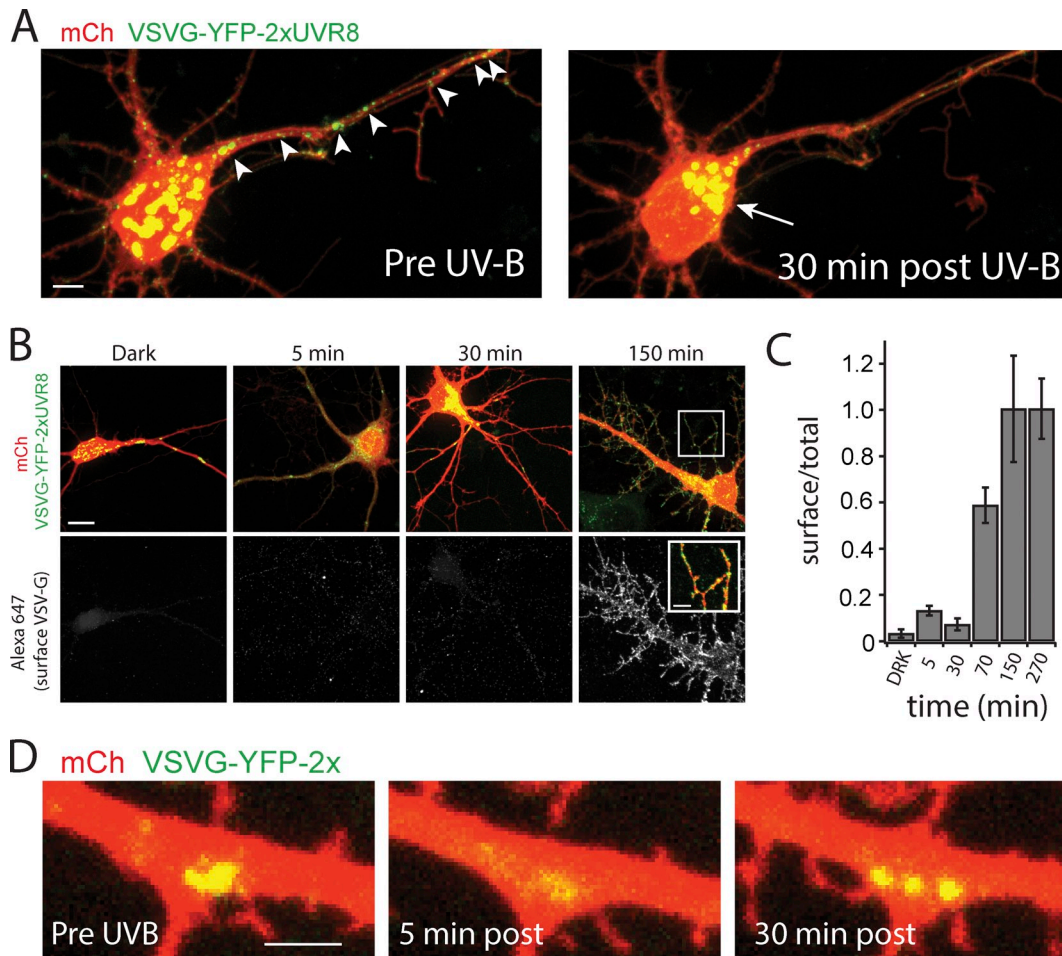 A
mCh VSVG-YFP-2xUVR8
Pre UV-B
30 min post UV-B
B
Dark
5 min
30 min
150 min
mCh
VSVG-YFP-2xUVR8
Alexa 647
(surface VSV-G)
C
surface/total
1.2
1.0
0.8
0.6
0.4
0.2
0
DRK
5
30
70
150
270
time (min)
D
mCh VSVG-YFP-2x
Pre UVB
5 min post
30 min post